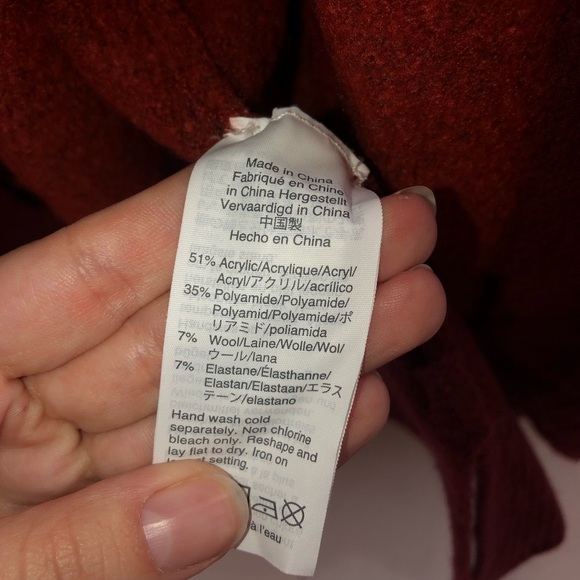 Made in China
Fabriqué en Chine
in China Hergestellt
Vervaardigd in China
中国製
Hecho en China
51% Acrylic/Acrylique/Acryl/
Acryl/アクリル/acrílico
35% Polyamide/Polyamide/
Polyamid/Polyamide/ポ
リアミド/poliamida
7% Wool/Laine/Wolle/Wol/
ウール/lana
7% Elastane/Élasthanne/
Elastan/Elastaan/エラス
テーン/elastano
Hand wash cold
separately. Non chlorine
bleach only. Reshape and
lay flat to dry. Iron on
setting.
à l'eau